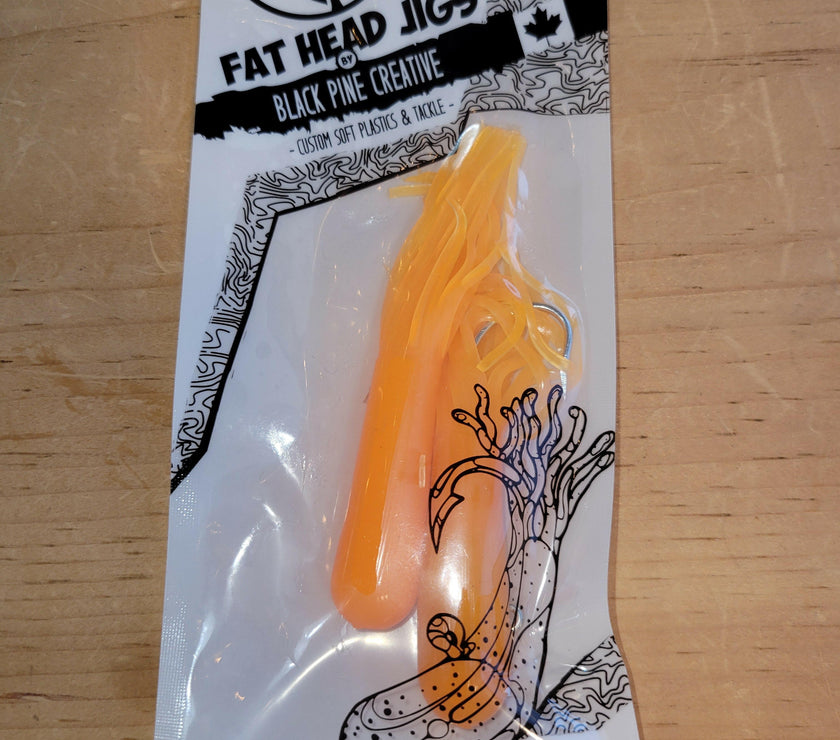 FAT HEAD JIGS
BY
BLACK PINE CREATIVE
- CUSTOM SOFT PLASTICS & TACKLE -